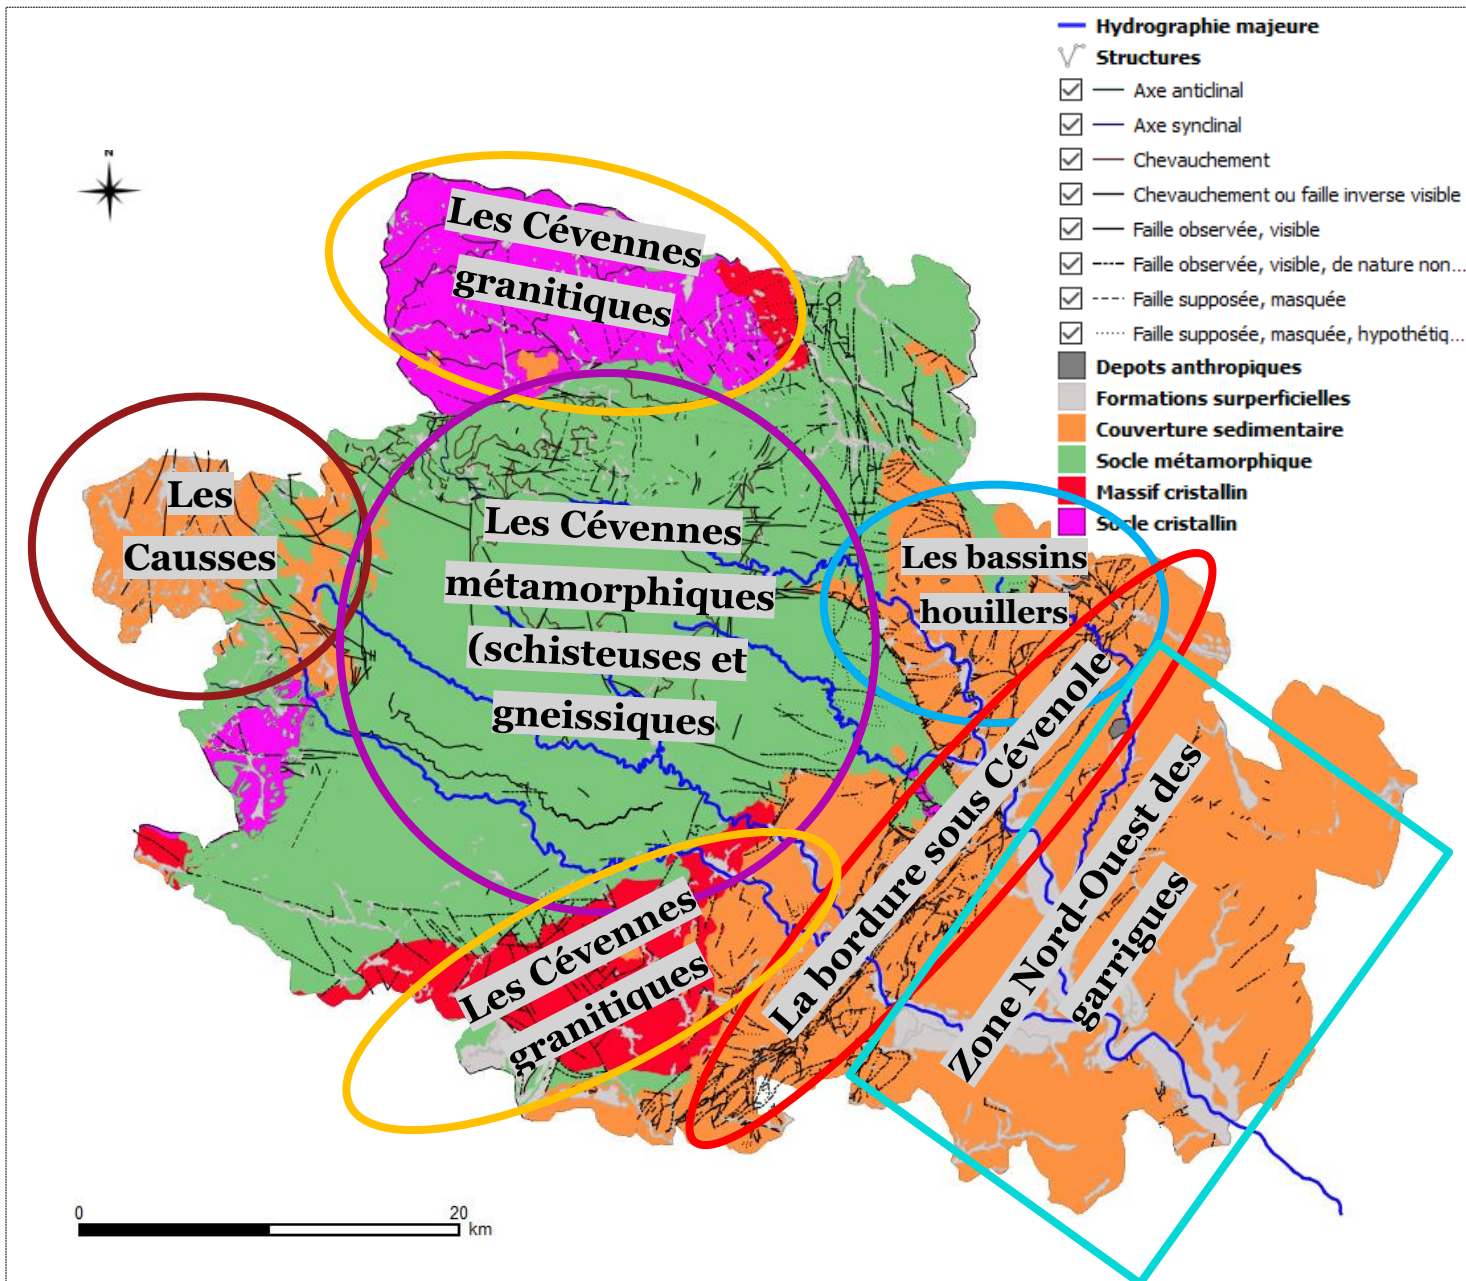 Hydrographie majeure
Structures
Axe anticlinal
Axe synclinal
Chevauchement
Chevauchement ou faille inverse visible
Faille observée, visible
Faille observée, visible, de nature non...
Faille supposée, masquée
Faille supposée, masquée, hypothétiq...
Depots anthropiques
Formations surperficielles
Couverture sedimentaire
Socle métamorphique
Massif cristallin
Socle cristallin
N
Les Cévennes
granitiques
Les
Causses
Les Cévennes
métamorphiques
(schisteuses et
gneissiques
Les bassins
houillers
La bordure sous Cévenole
Zone Nord-Ouest des
garrigues
Les Cévennes
granitiques
0 20
km